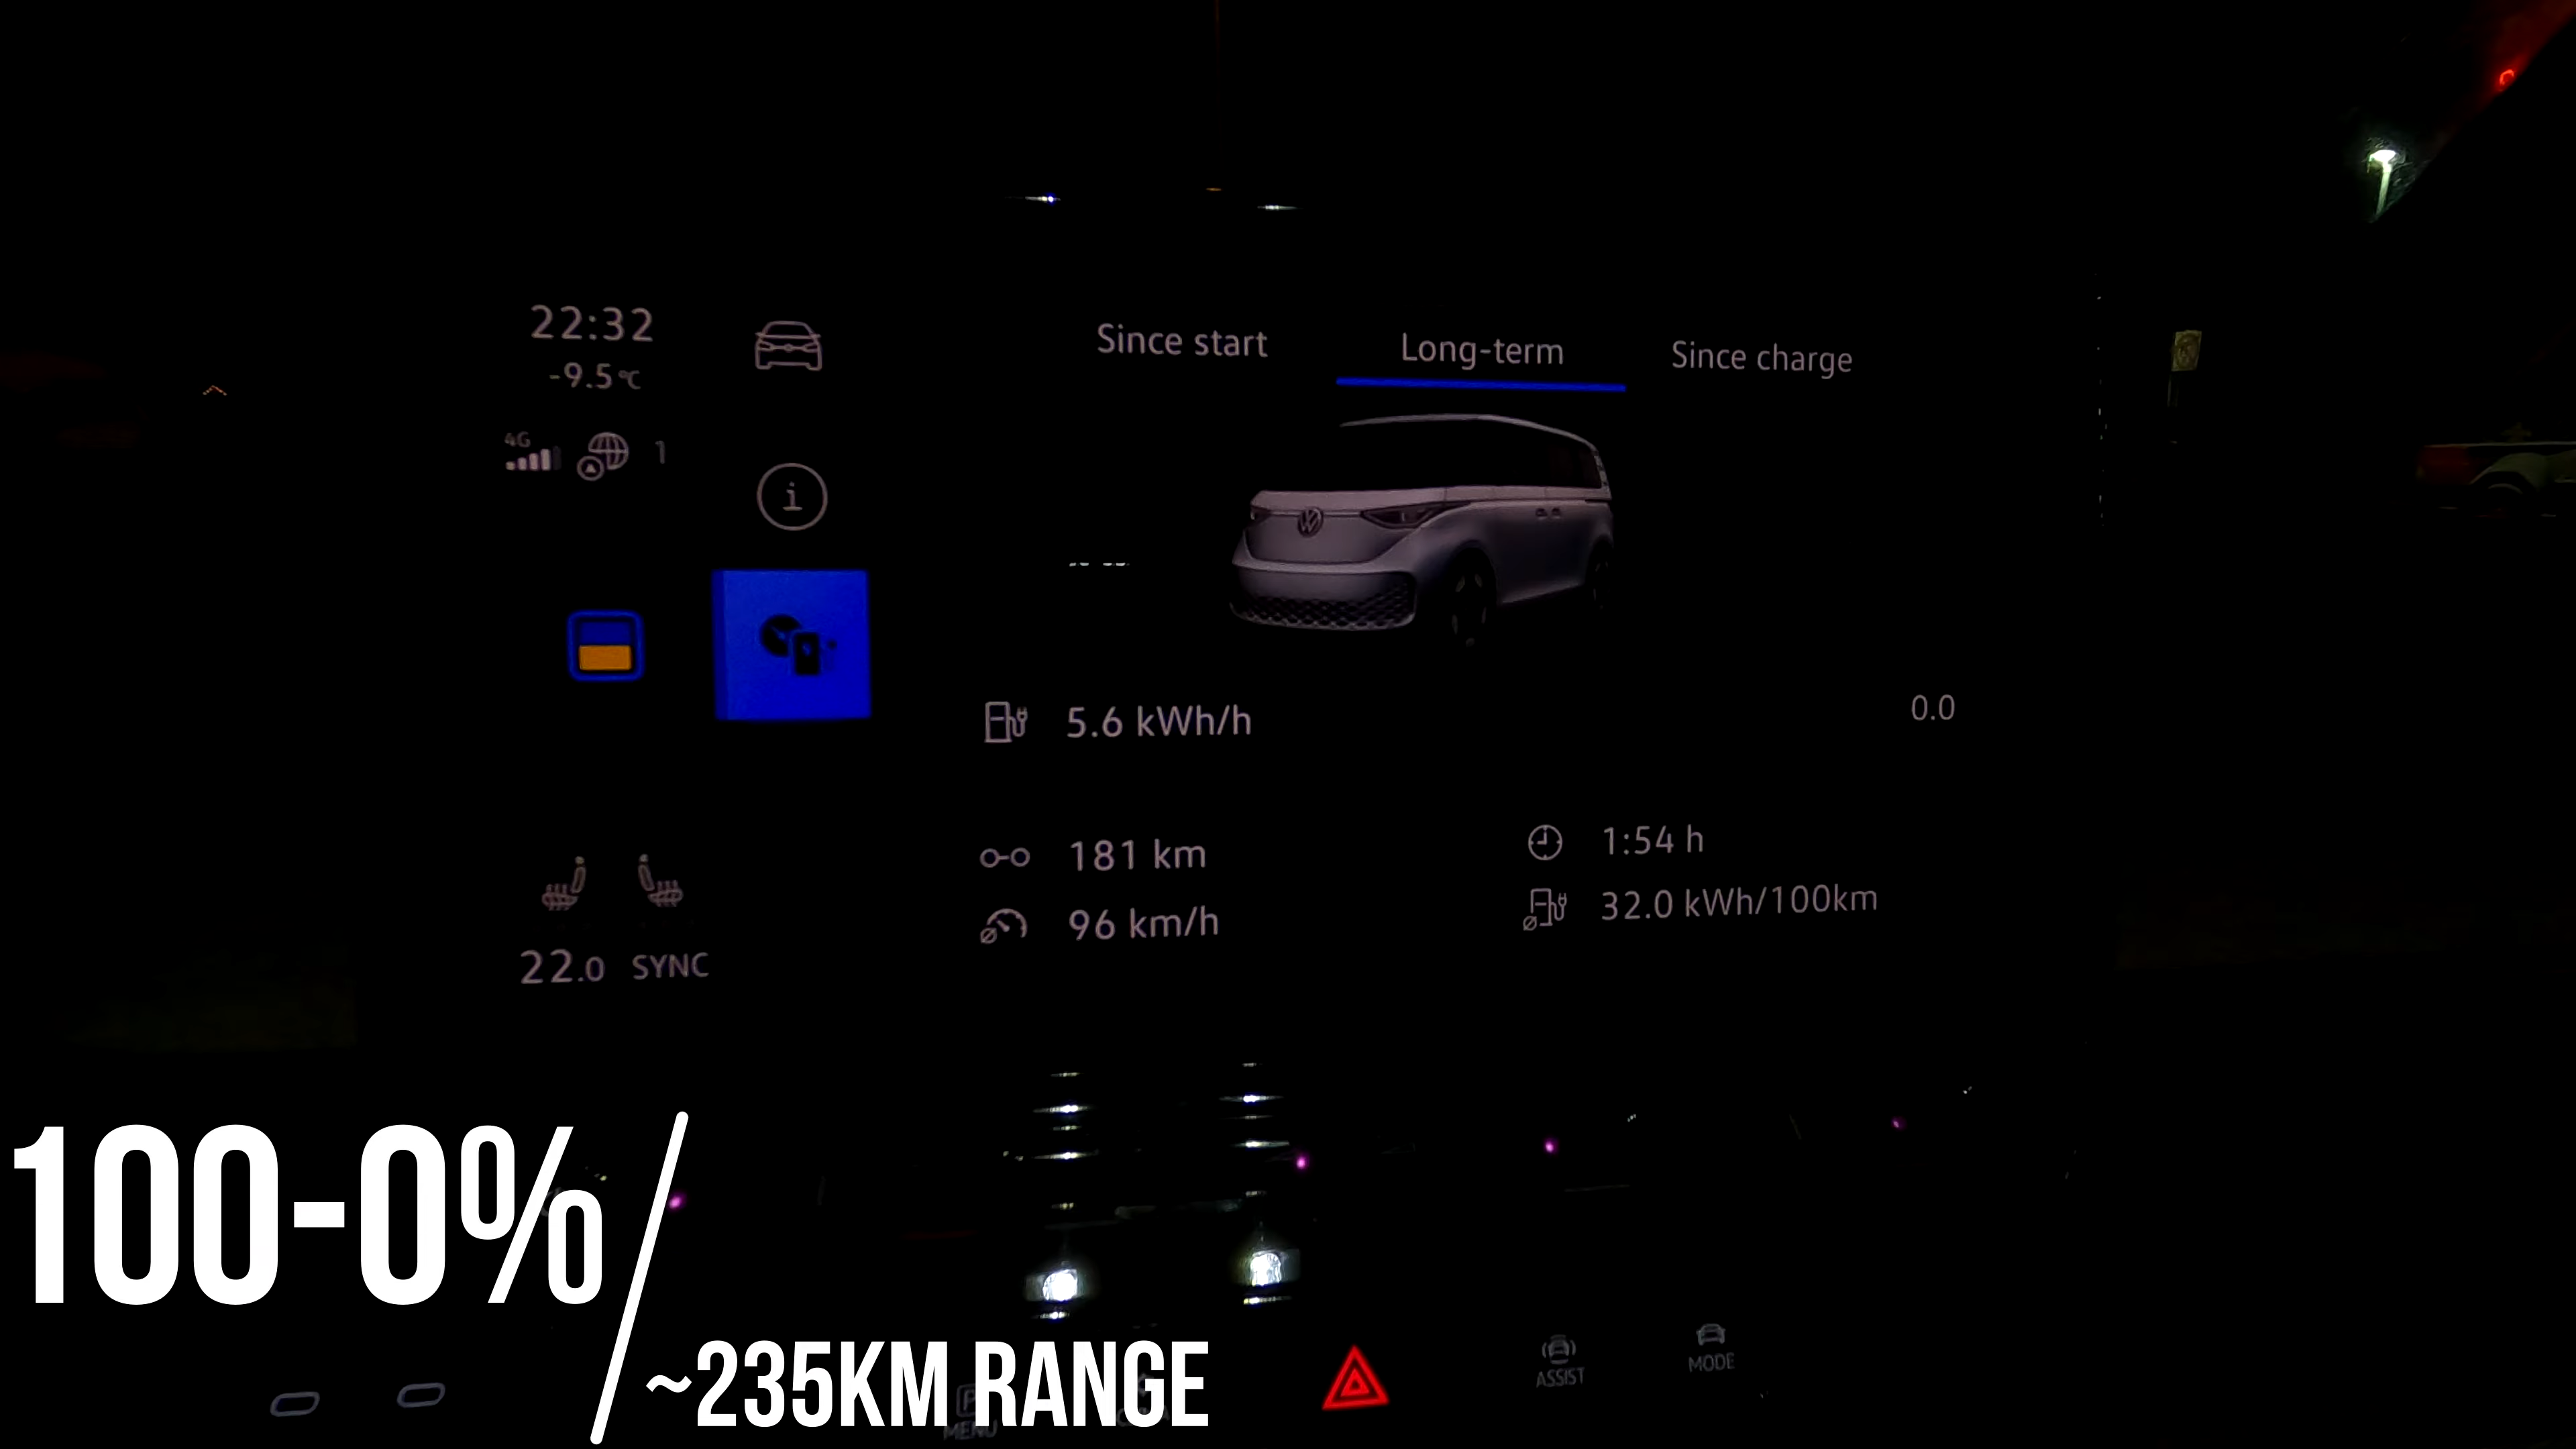 22:32
-9.5°C
4G
1
Since start
Long-term
Since charge
5.6 kWh/h
0.0
181 km
1:54 h
96 km/h
32.0 kWh/100km
22.0 SYNC
100-0%
~235KM RANGE
ASSIST
MODE
MENU